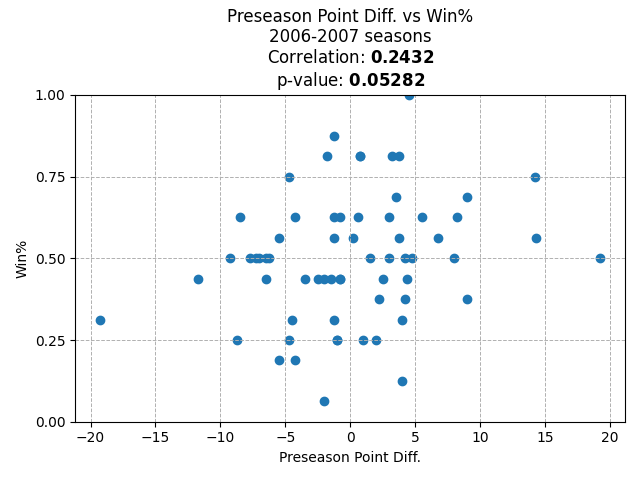 Preseason Point Diff. vs Win%
2006-2007 seasons
Correlation: 0.2432
p-value: 0.05282
1.00
0.75
0.50
0.25
0.00
Win%
−20 −15 −10 −5 0 5 10 15 20
Preseason Point Diff.